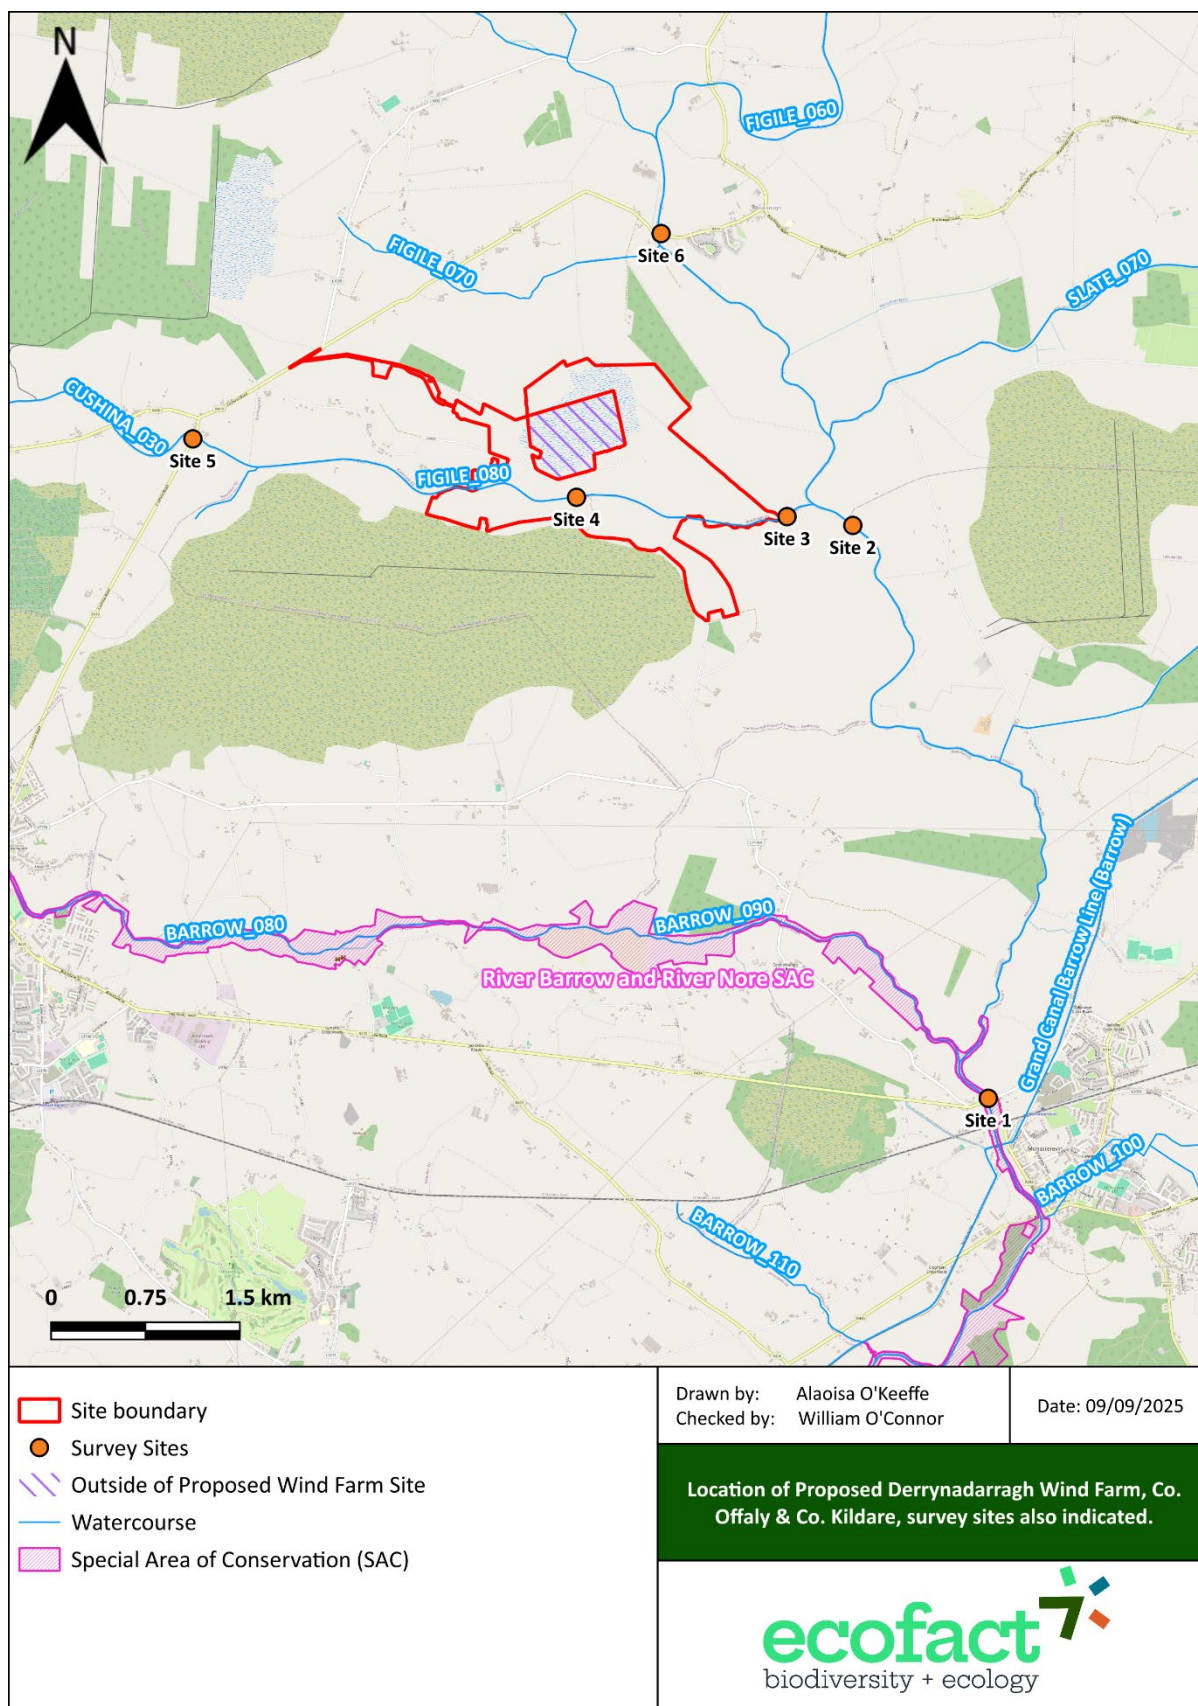 N
FIGILE_060
Site 6
FIGILE_070
SLATE_070
CUSHINA_030
Site 5
FIGILE_080
Site 4
Site 3
Site 2
Grand Canal Barrow Line (Barrow)
BARROW_080
BARROW_090
River Barrow and River Nore SAC
Site 1
BARROW_100
BARROW_110
0 0.75 1.5 km
Site boundary
Survey Sites
Outside of Proposed Wind Farm Site
Watercourse
Special Area of Conservation (SAC)
Drawn by: Alaoisa O'Keeffe
Checked by: William O'Connor
Date: 09/09/2025
Location of Proposed Derrynadarragh Wind Farm, Co.
Offaly & Co. Kildare, survey sites also indicated.
ecofact
biodiversity + ecology